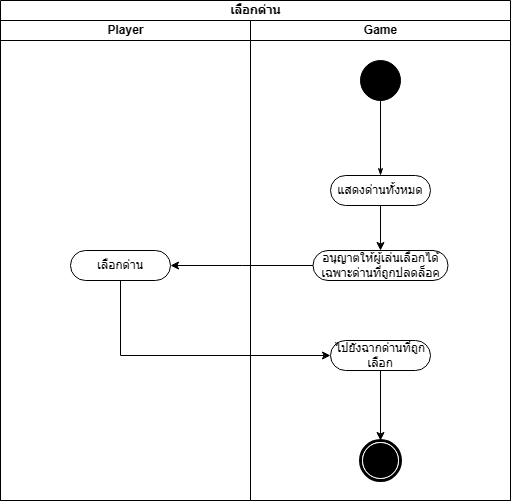 เลือกด่าน
Player
Game
แสดงด่านทั้งหมด
อนุญาตให้ผู้เล่นเลือกได้
เฉพาะด่านที่ถูกปลดล็อค
เลือกด่าน
ไปยังฉากด่านที่ถูก
เลือก